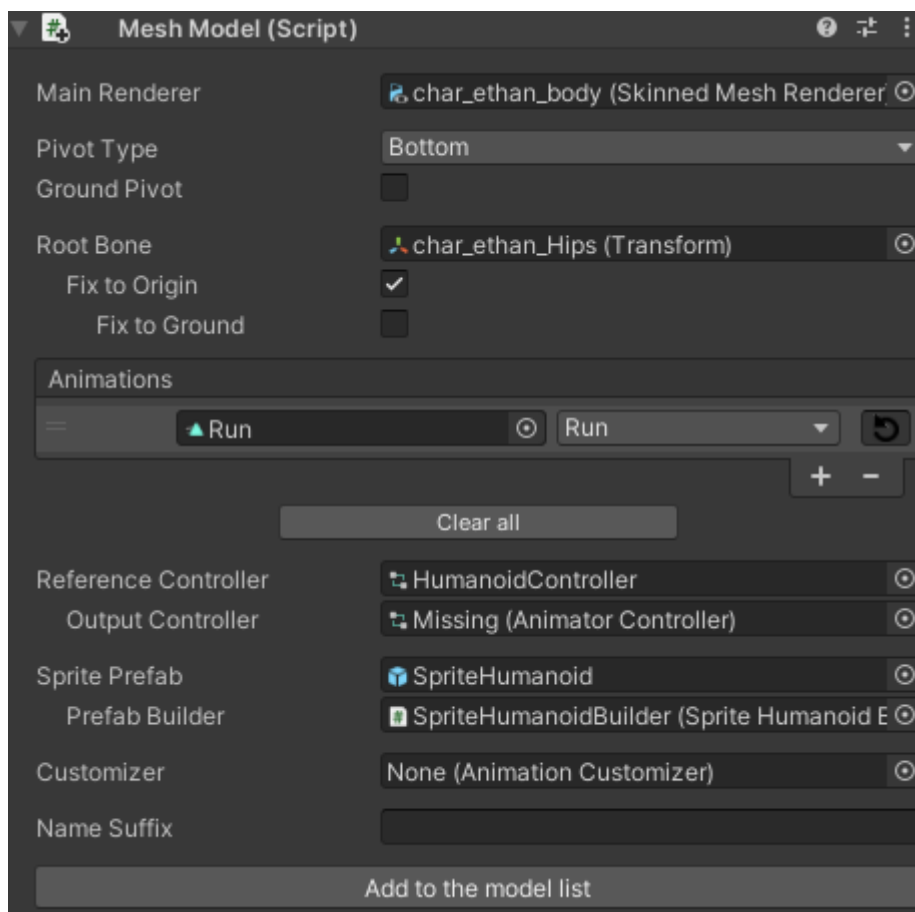 Mesh Model (Script)
Main Renderer char_ethan_body (Skinned Mesh Renderer)
Pivot Type Bottom
Ground Pivot
Root Bone char_ethan_Hips (Transform)
Fix to Origin
Fix to Ground
Animations
Run Run
+ −
Clear all
Reference Controller HumanoidController
Output Controller Missing (Animator Controller)
Sprite Prefab SpriteHumanoid
Prefab Builder SpriteHumanoidBuilder (Sprite Humanoid
Customizer None (Animation Customizer)
Name Suffix
Add to the model list